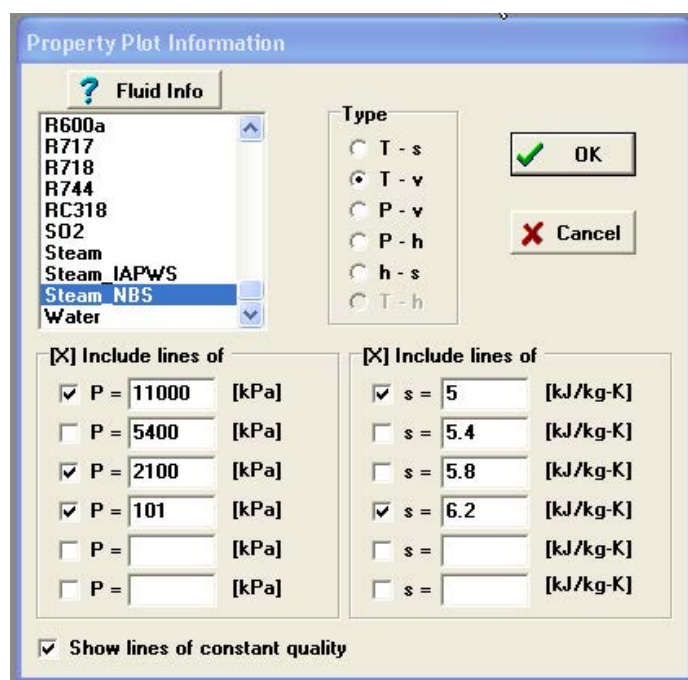 Property Plot Information
? Fluid Info
R600a
R717
R718
R744
RC318
SO2
Steam
Steam_IAPWS
Steam_NBS
Water
Type
T - s
T - v
P - v
P - h
h - s
T - h
OK
Cancel
[X] Include lines of
P = 11000 [kPa]
P = 5400 [kPa]
P = 2100 [kPa]
P = 101 [kPa]
P = [kPa]
P = [kPa]
[X] Include lines of
s = 5 [kJ/kg-K]
s = 5.4 [kJ/kg-K]
s = 5.8 [kJ/kg-K]
s = 6.2 [kJ/kg-K]
s = [kJ/kg-K]
s = [kJ/kg-K]
Show lines of constant quality